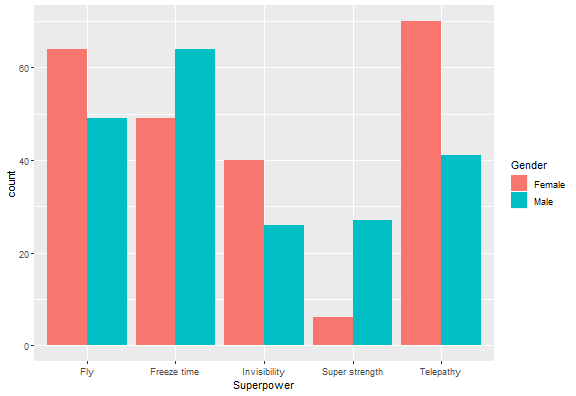 60
40
20
0
count
Fly
Freeze time
Invisibility
Super strength
Telepathy
Superpower
Gender
Female
Male